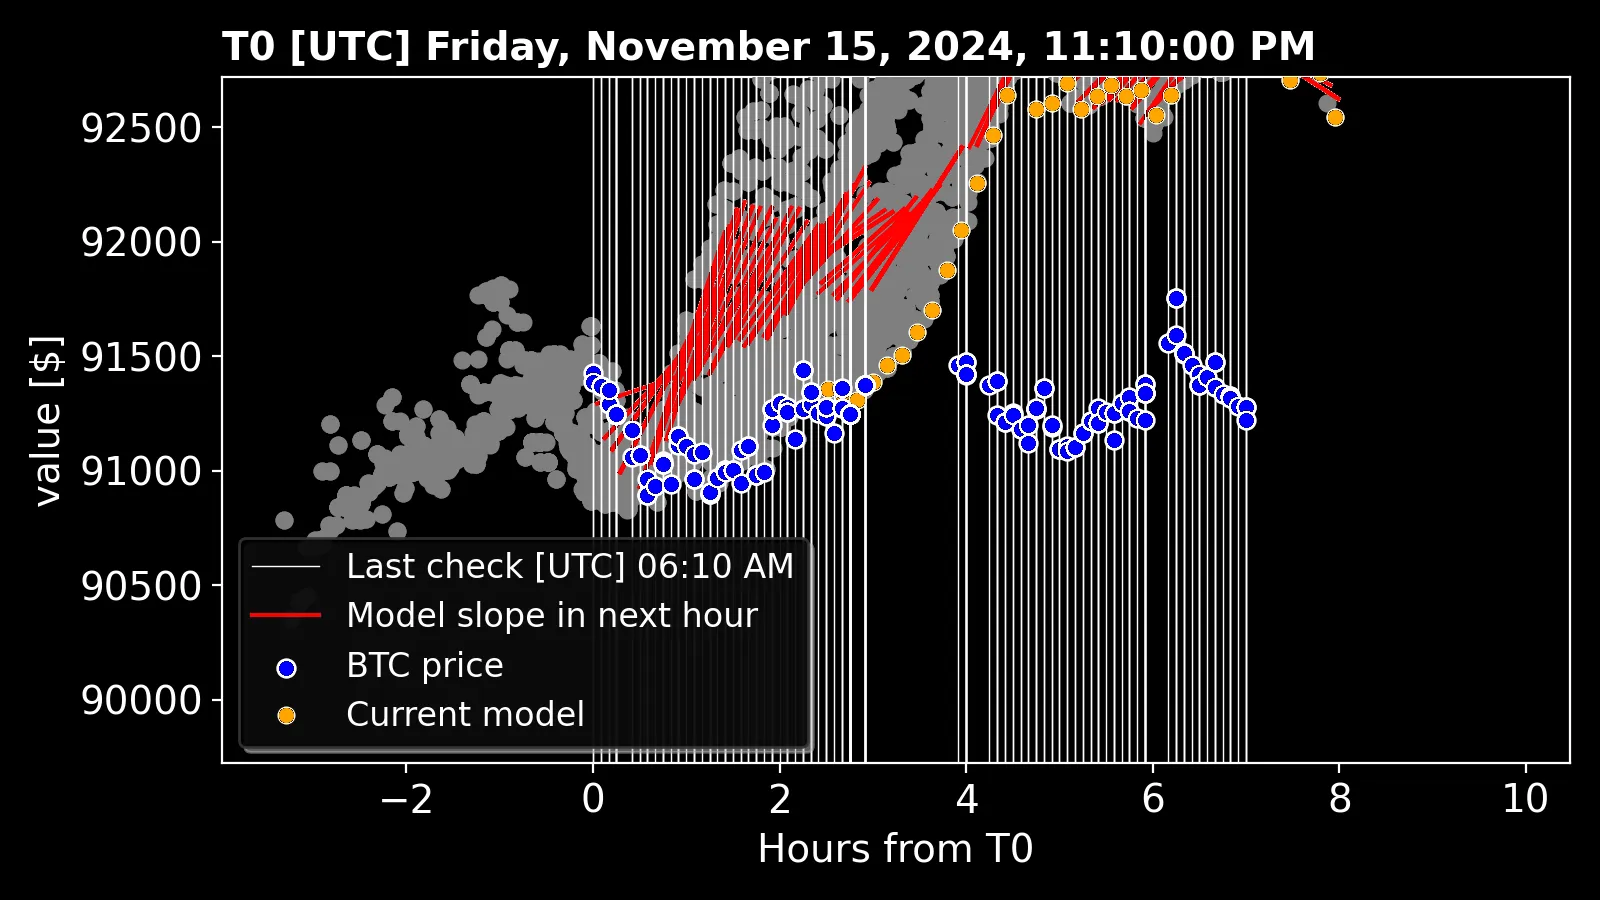 T0 [UTC] Friday, November 15, 2024, 11:10:00 PM
value [$]
92500
92000
91500
91000
90500
90000
Last check [UTC] 06:10 AM
Model slope in next hour
BTC price
Current model
−2 0 2 4 6 8 10
Hours from T0